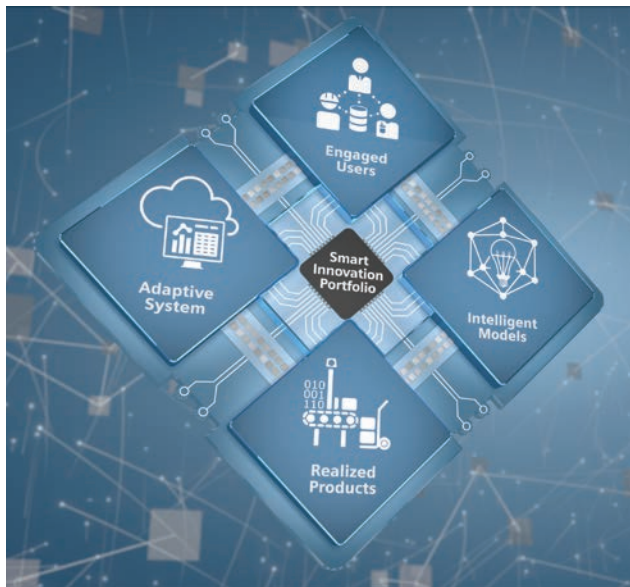 Engaged
Users
Adaptive
System
Smart
Innovation
Portfolio
Intelligent
Models
010
001
110
Realized
Products